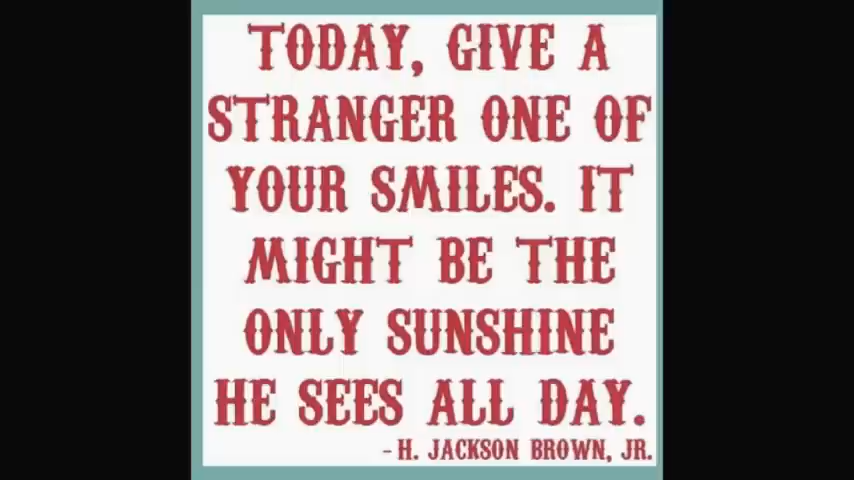 TODAY, GIVE A
STRANGER ONE OF
YOUR SMILES. IT
MIGHT BE THE
ONLY SUNSHINE
HE SEES ALL DAY.
- H. JACKSON BROWN, JR.